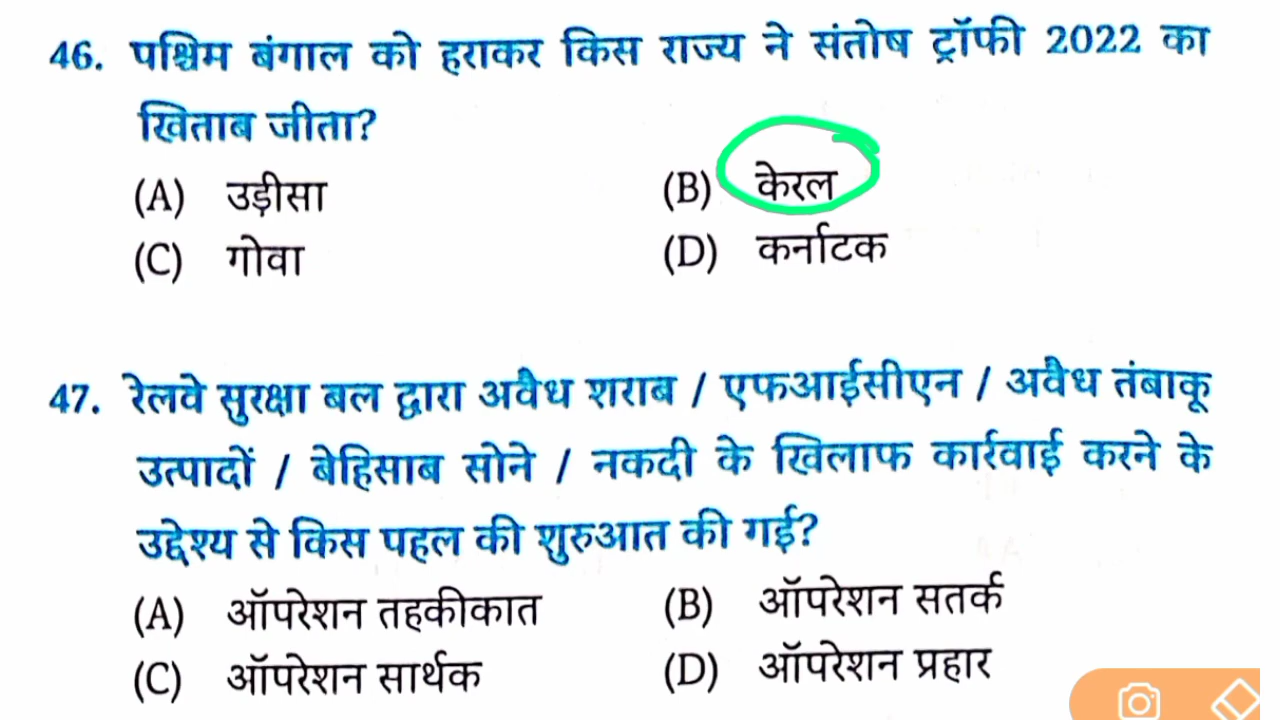 46. पश्चिम बंगाल को हराकर किस राज्य ने संतोष ट्रॉफी 2022 का
खिताब जीता?
(A) उड़ीसा (B) केरल
(C) गोवा (D) कर्नाटक
47. रेलवे सुरक्षा बल द्वारा अवैध शराब / एफआईसीएन / अवैध तंबाकू
उत्पादों / बेहिसाब सोने / नकदी के खिलाफ कार्रवाई करने के
उद्देश्य से किस पहल की शुरुआत की गई?
(A) ऑपरेशन तहकीकात (B) ऑपरेशन सतर्क
(C) ऑपरेशन सार्थक (D) ऑपरेशन प्रहार